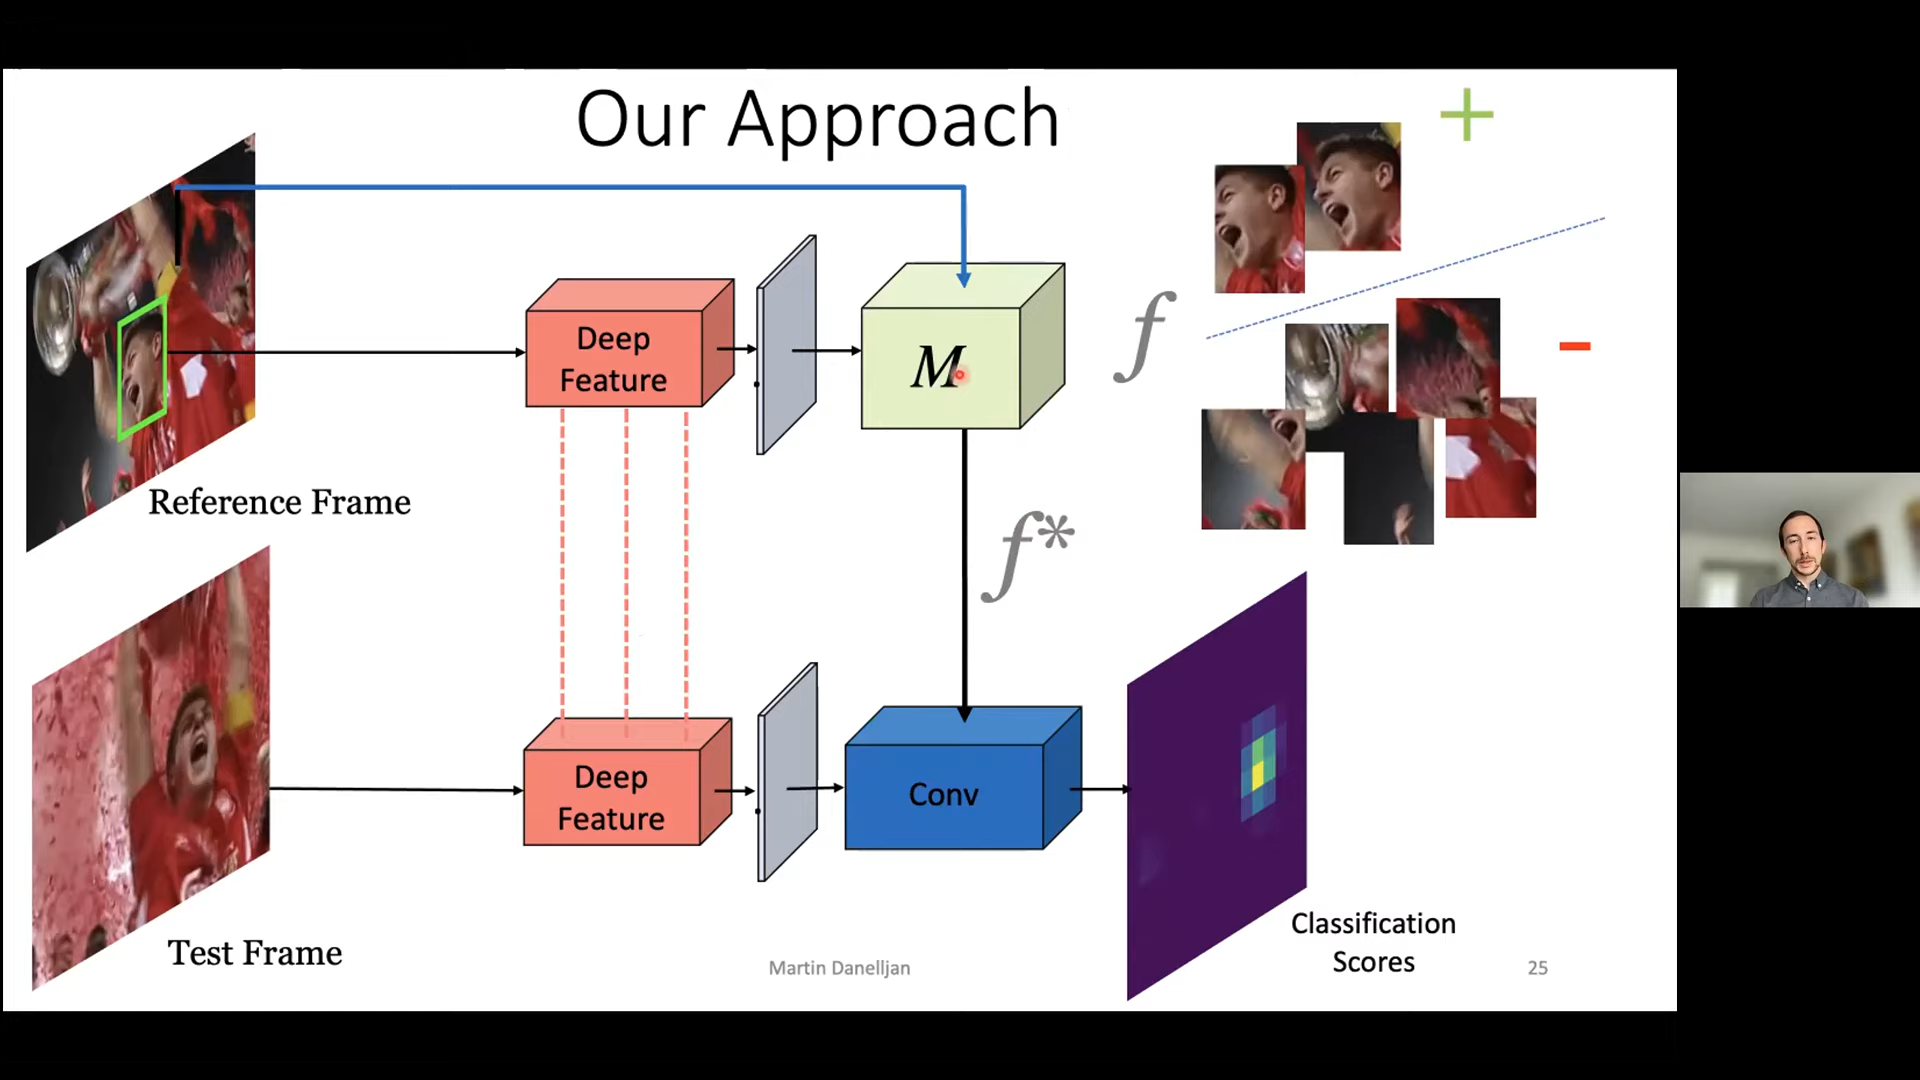 Our Approach
+
Deep
Feature
M
f
-
Reference Frame
f*
Deep
Feature
Conv
Test Frame
Classification
Scores
Martin Danelljan
25